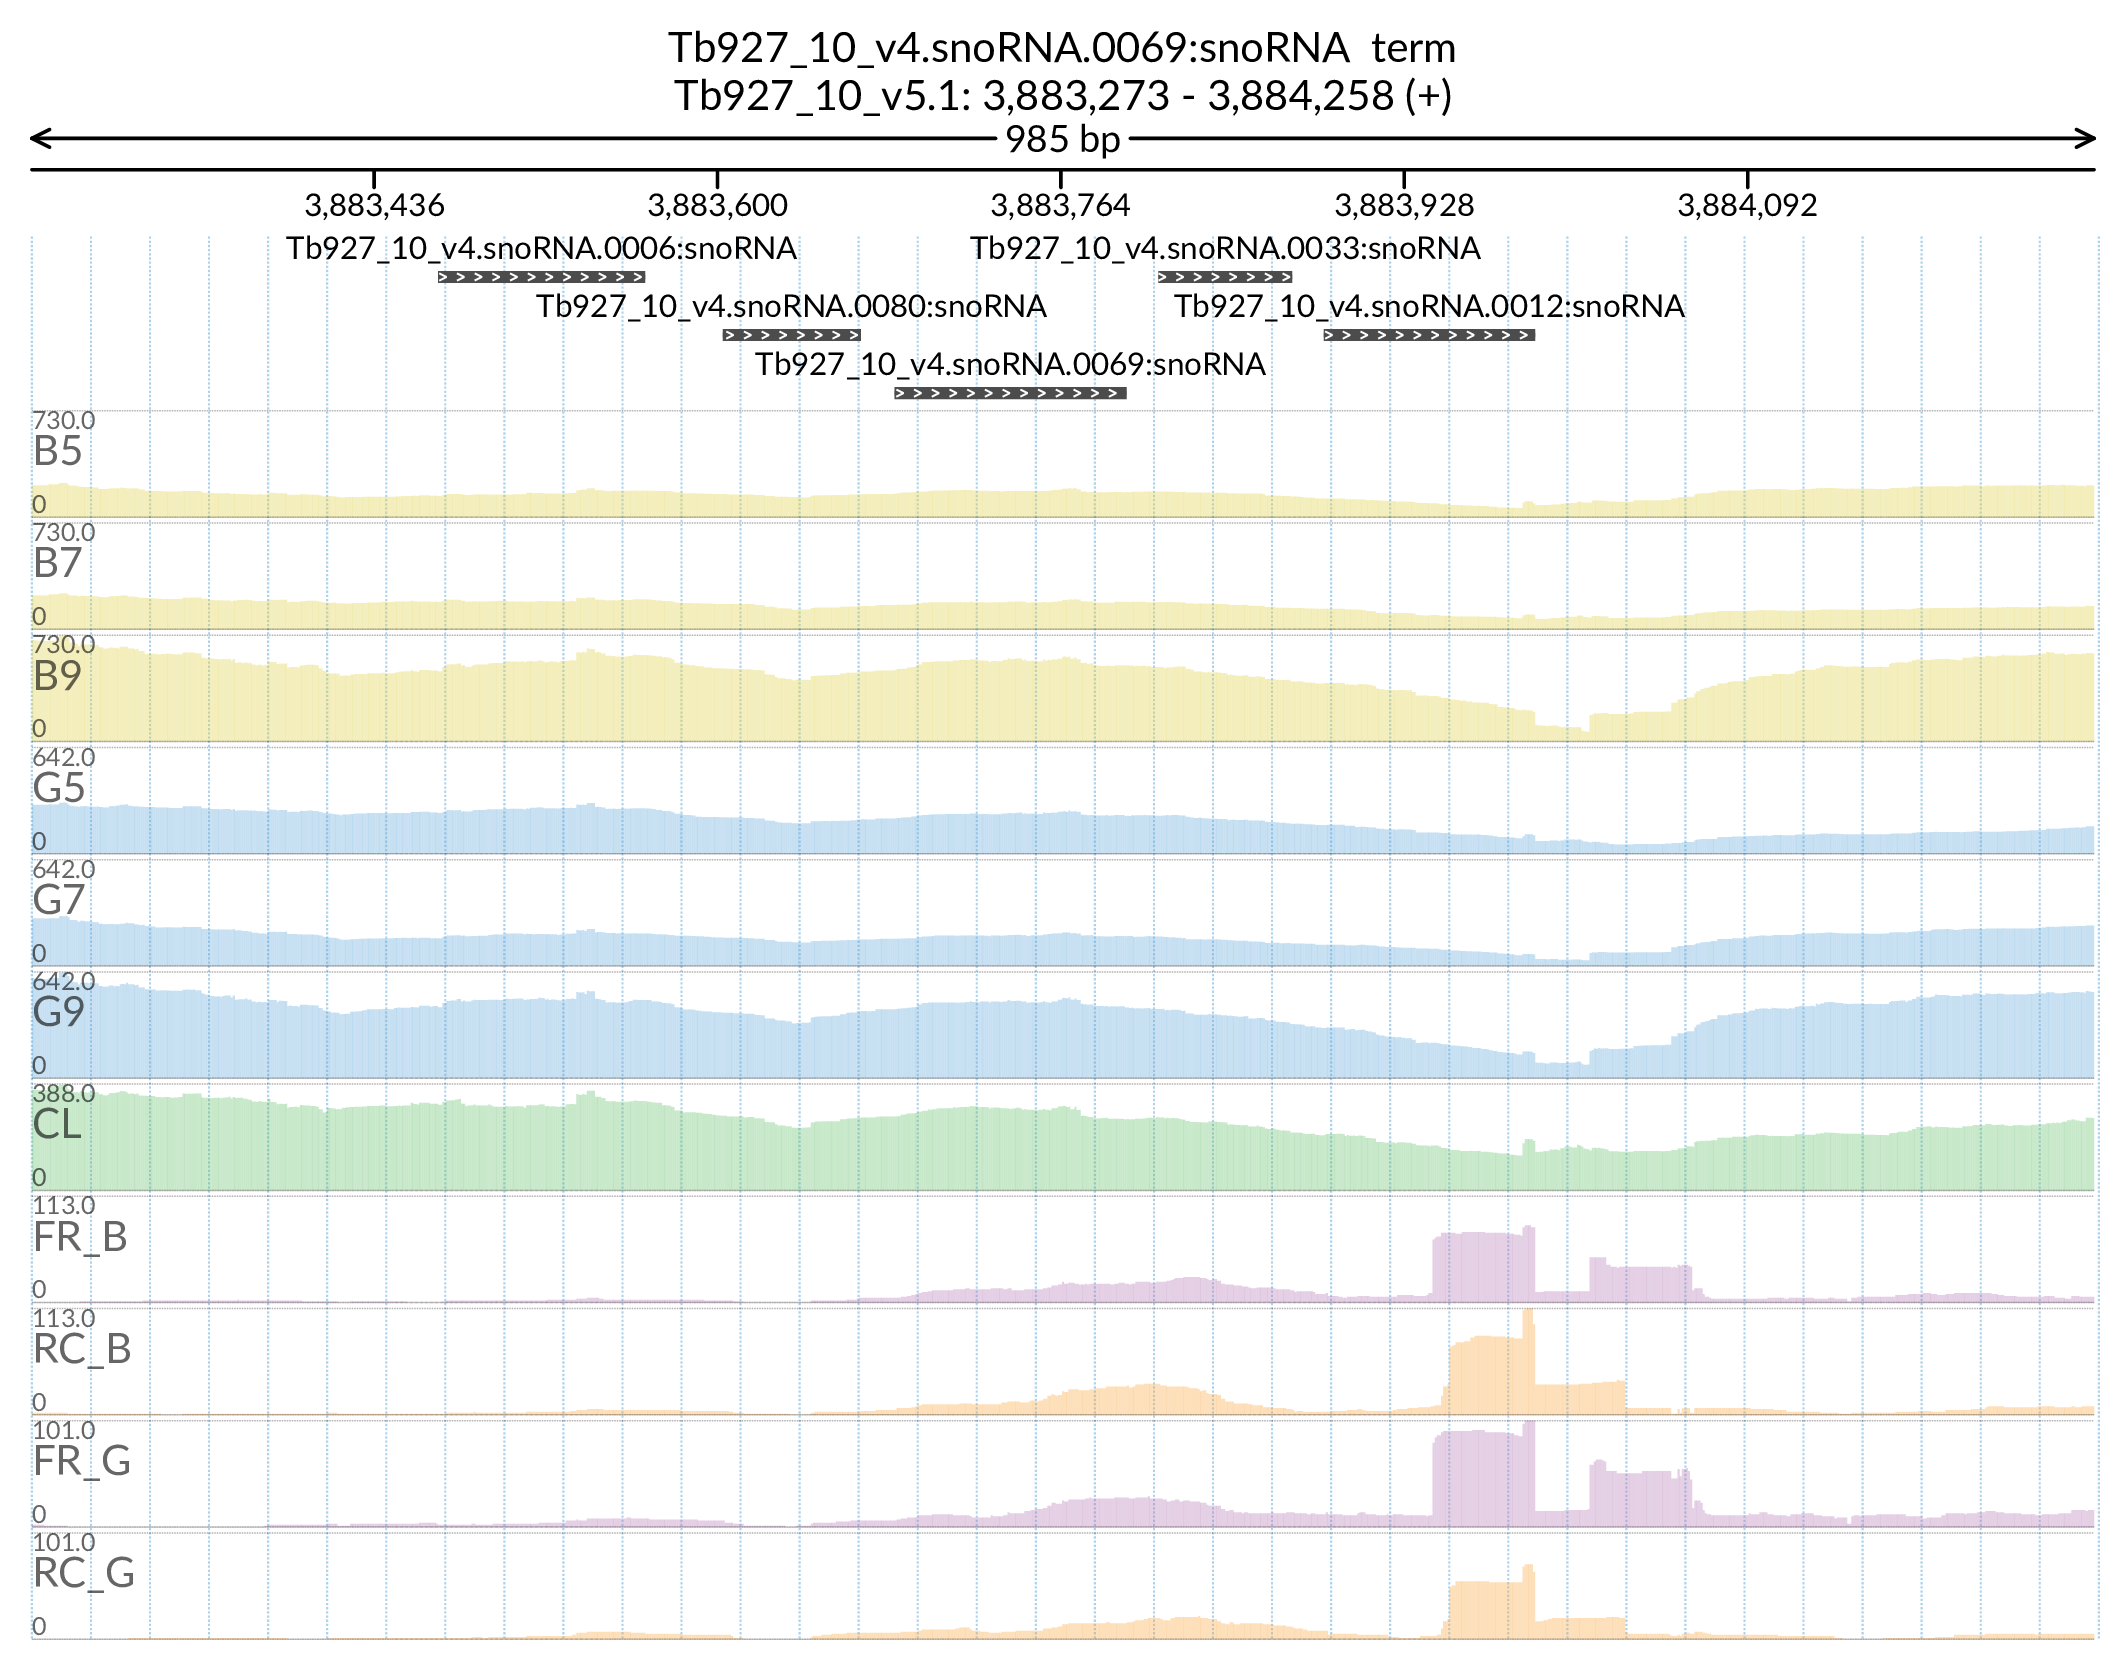 Tb927_10_v4.snoRNA.0069:snoRNA term
Tb927_10_v5.1: 3,883,273 - 3,884,258 (+)
985 bp
3,883,436 3,883,600 3,883,764 3,883,928 3,884,092
Tb927_10_v4.snoRNA.0006:snoRNA Tb927_10_v4.snoRNA.0033:snoRNA
Tb927_10_v4.snoRNA.0080:snoRNA Tb927_10_v4.snoRNA.0012:snoRNA
Tb927_10_v4.snoRNA.0069:snoRNA
730.0
B5
0
730.0
B7
0
730.0
B9
0
642.0
G5
0
642.0
G7
0
642.0
G9
0
388.0
CL
0
113.0
FR_B
0
113.0
RC_B
0
101.0
FR_G
0
101.0
RC_G
0